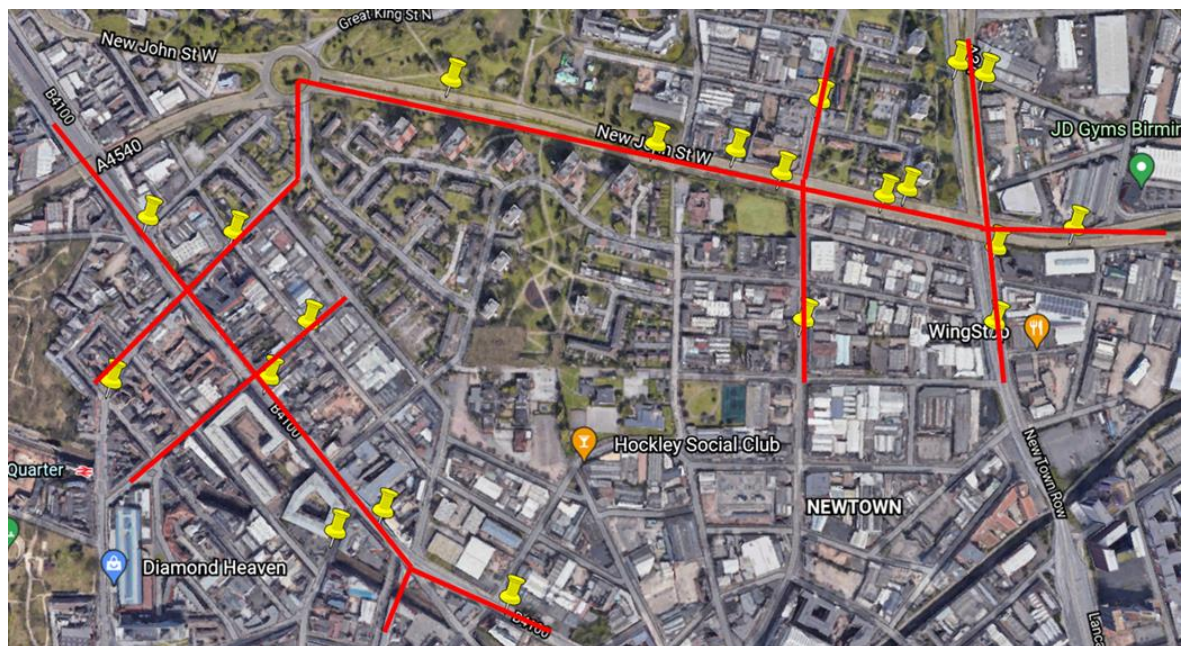 Great King St N
New John St W
B4100
A4540
New John St W
JD Gyms Birmin
WingStop
B4100
Hockley Social Club
Quarter
New Town Row
NEWTOWN
Diamond Heaven
B4100
Lanca